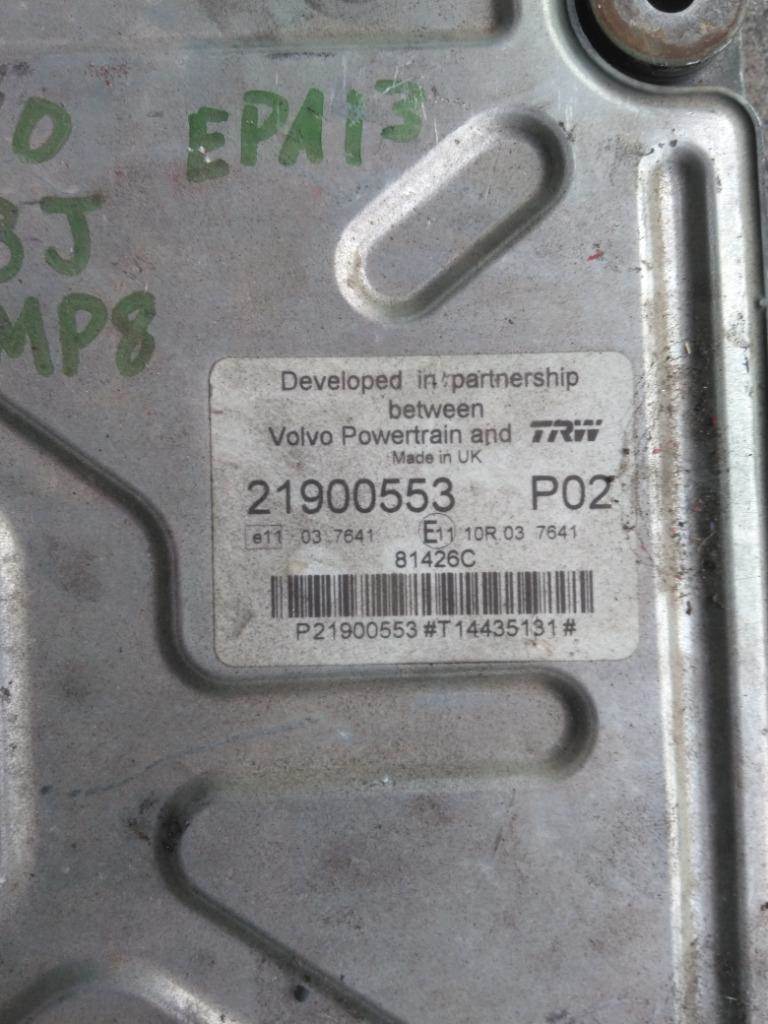 EPA13
MP8
Developed in partnership
between
Volvo Powertrain and TRW
Made in UK
21900553 P02
e11 03 7641 E11 10R 03 7641
81426C
P21900553#T14435131#